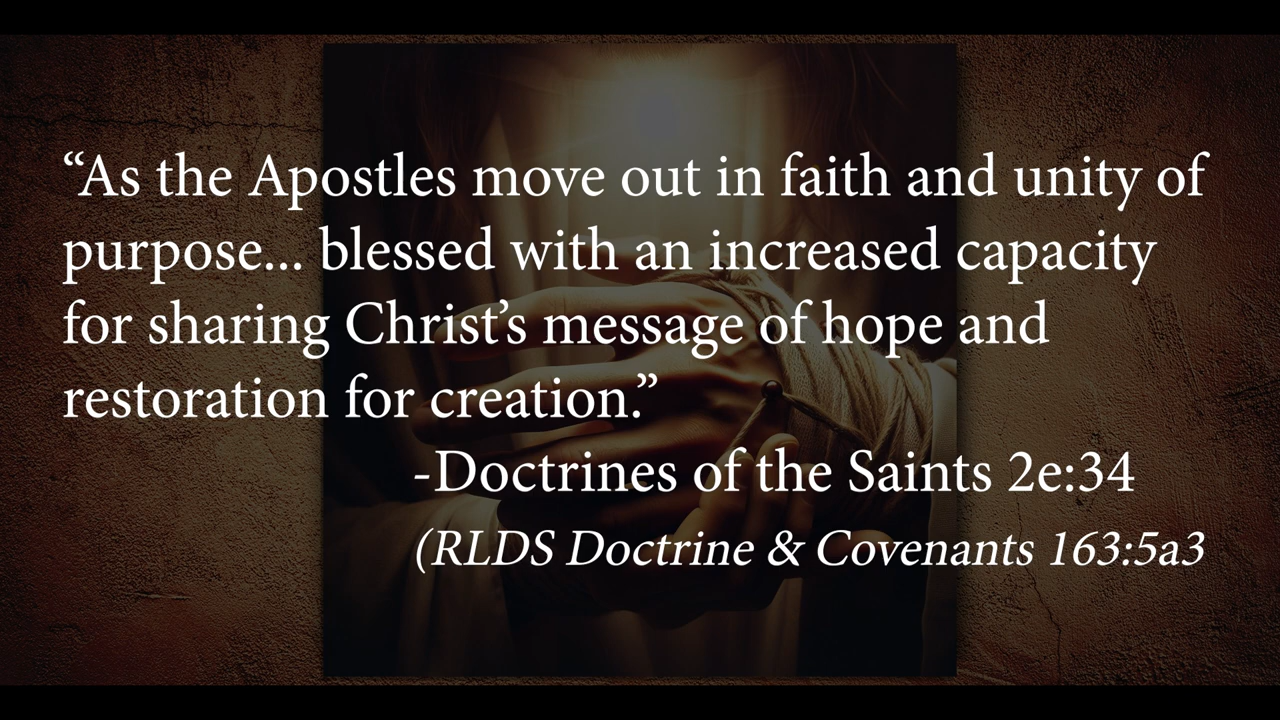 “As the Apostles move out in faith and unity of
purpose... blessed with an increased capacity
for sharing Christ’s message of hope and
restoration for creation.”
-Doctrines of the Saints 2e:34
(RLDS Doctrine & Covenants 163:5a3